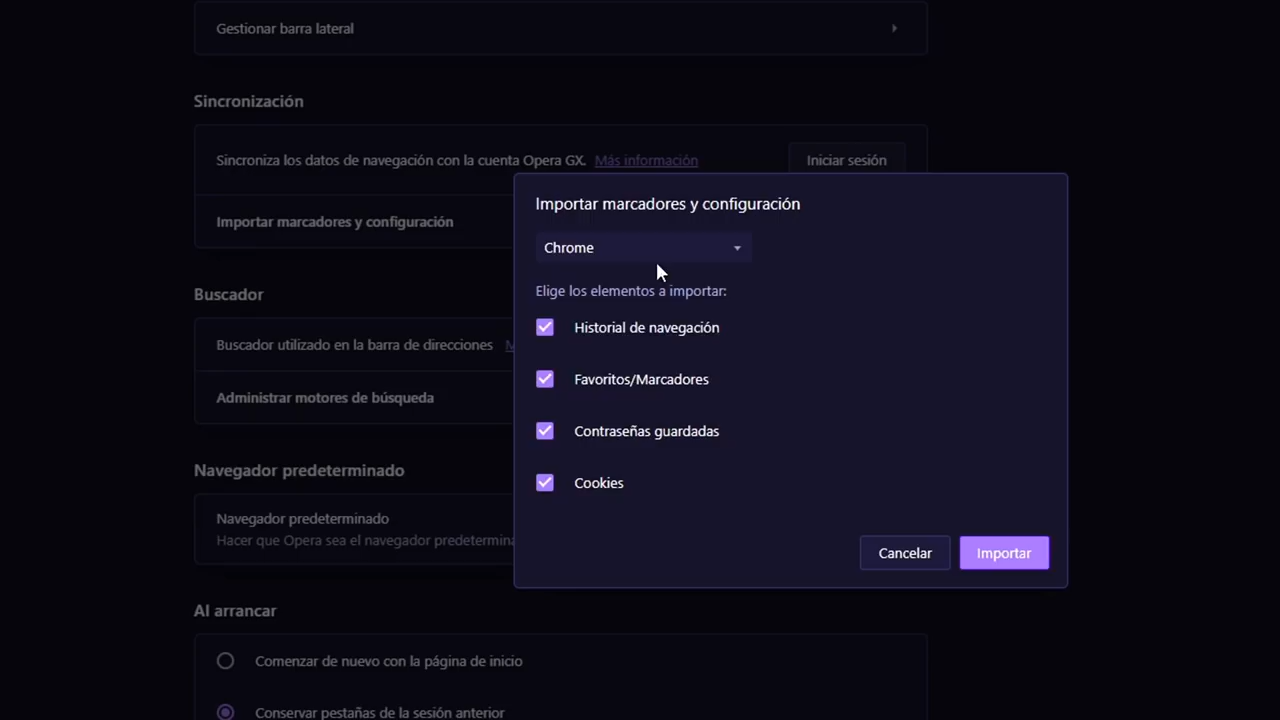 Gestionar barra lateral
Sincronización
Sincroniza los datos de navegación con la cuenta Opera GX. Más información
Iniciar sesión
Importar marcadores y configuración
Importar marcadores y configuración
Chrome
Elige los elementos a importar:
Historial de navegación
Favoritos/Marcadores
Contraseñas guardadas
Cookies
Cancelar
Importar
Buscador
Buscador utilizado en la barra de direcciones
Administrar motores de búsqueda
Navegador predeterminado
Navegador predeterminado
Hacer que Opera sea el navegador
Al arrancar
Comenzar de nuevo con la página de inicio
Conservar pestañas de la sesión anterior